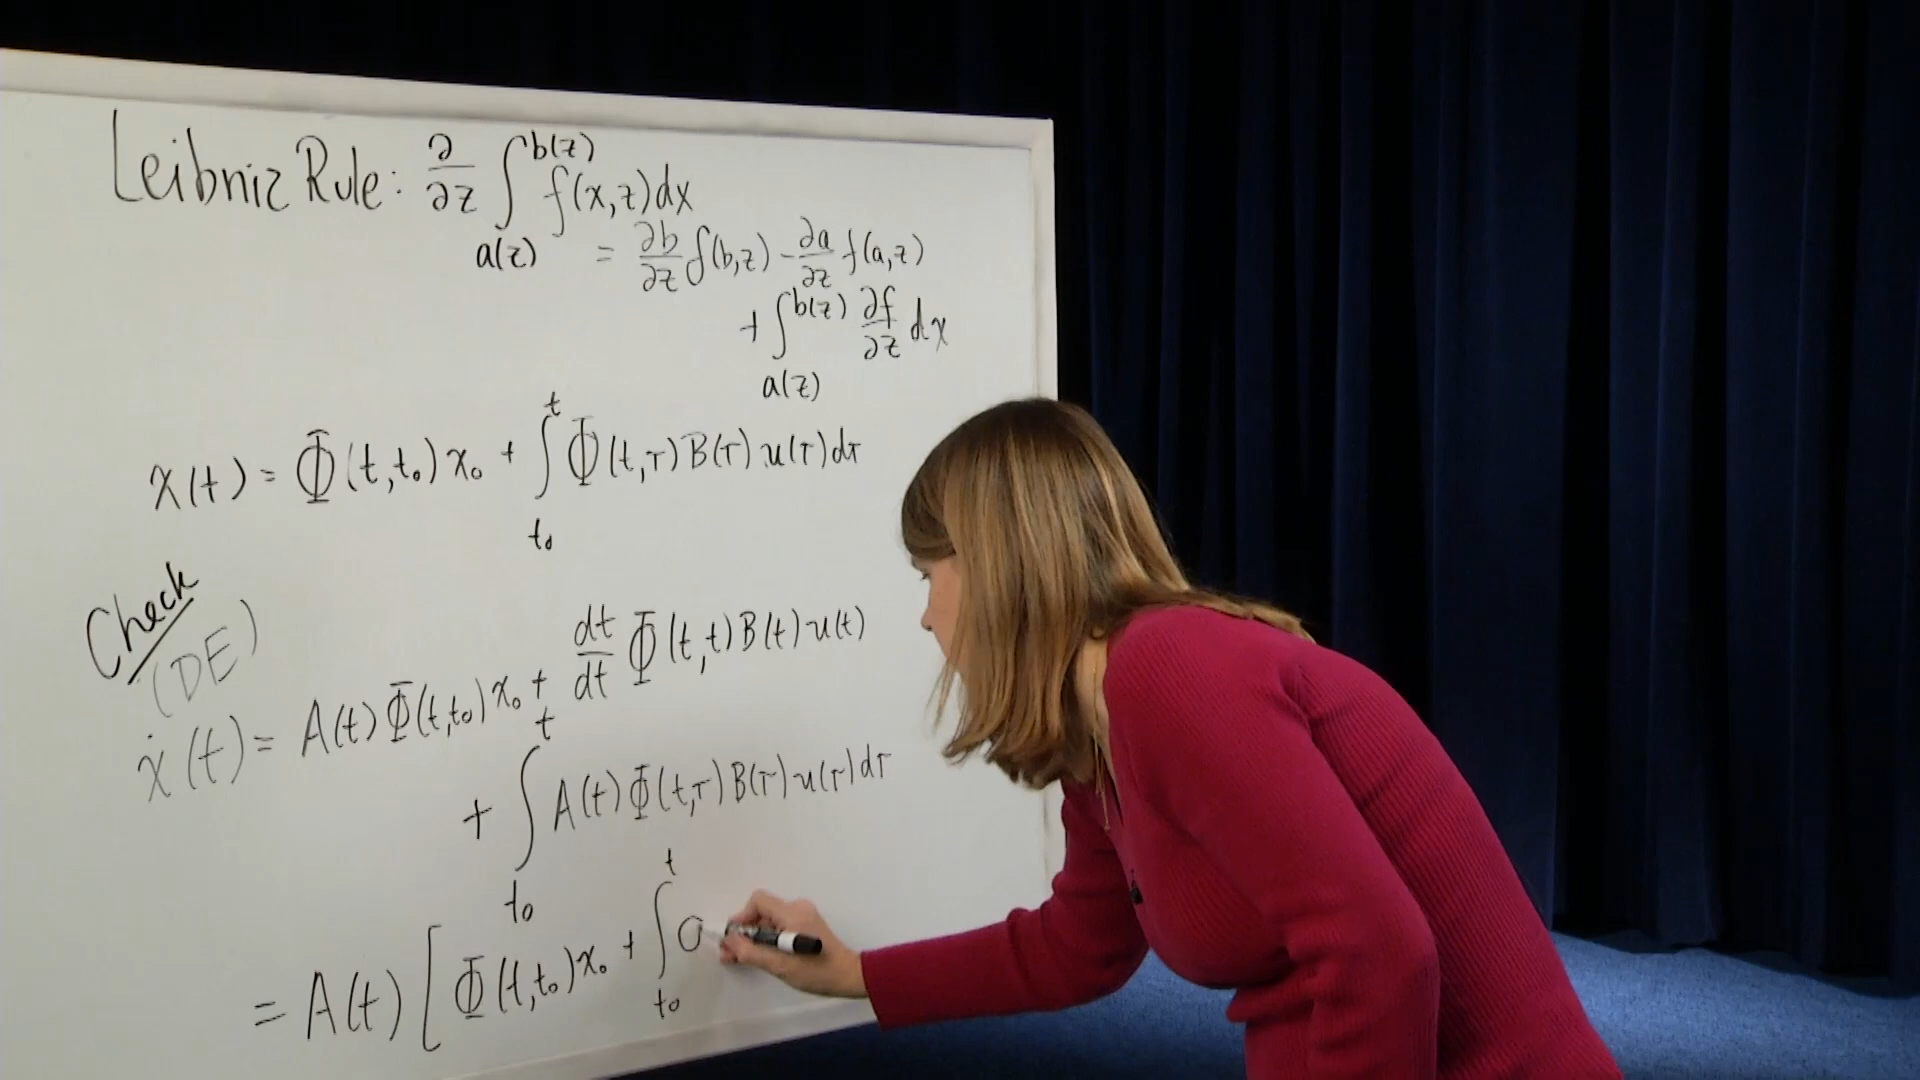 Leibniz Rule: ∂/∂z ∫_{a(z)}^{b(z)} f(x,z)dx
= ∂b/∂z f(b,z) - ∂a/∂z f(a,z)
+ ∫_{a(z)}^{b(z)} ∂f/∂z dx
x(t) = Φ(t,t₀)x₀ + ∫_{t₀}^{t} Φ(t,τ)B(τ)u(τ)dτ
Check
(DE)
ẋ(t) = A(t)Φ(t,t₀)x₀ + dt/dt Φ(t,t)B(t)u(t)
+ ∫_{t₀}^{t} A(t)Φ(t,τ)B(τ)u(τ)dτ
= A(t)[Φ(t,t₀)x₀ + ∫_{t₀}^{t}